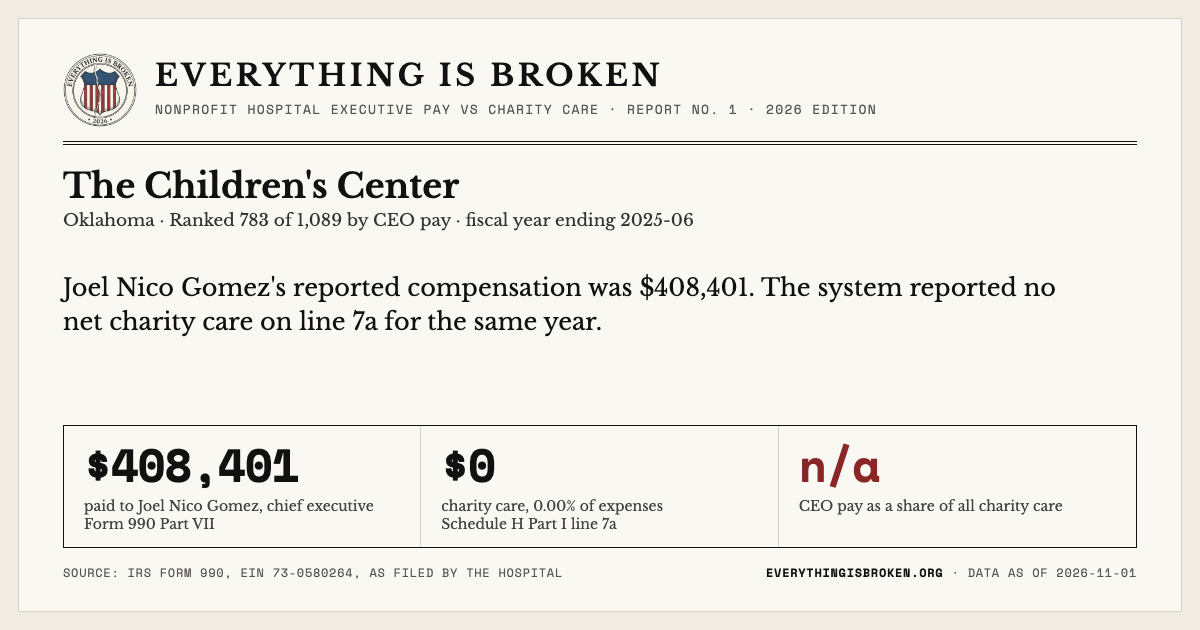 EVERYTHING IS BROKEN
· 2026 ·
EVERYTHING IS BROKEN
NONPROFIT HOSPITAL EXECUTIVE PAY VS CHARITY CARE · REPORT NO. 1 · 2026 EDITION
The Children's Center
Oklahoma · Ranked 783 of 1,089 by CEO pay · fiscal year ending 2025-06
Joel Nico Gomez's reported compensation was $408,401. The system reported no
net charity care on line 7a for the same year.
$408,401
paid to Joel Nico Gomez, chief executive
Form 990 Part VII
$0
charity care, 0.00% of expenses
Schedule H Part I line 7a
n/a
CEO pay as a share of all charity care
SOURCE: IRS FORM 990, EIN 73-0580264, AS FILED BY THE HOSPITAL
EVERYTHINGISBROKEN.ORG · DATA AS OF 2026-11-01